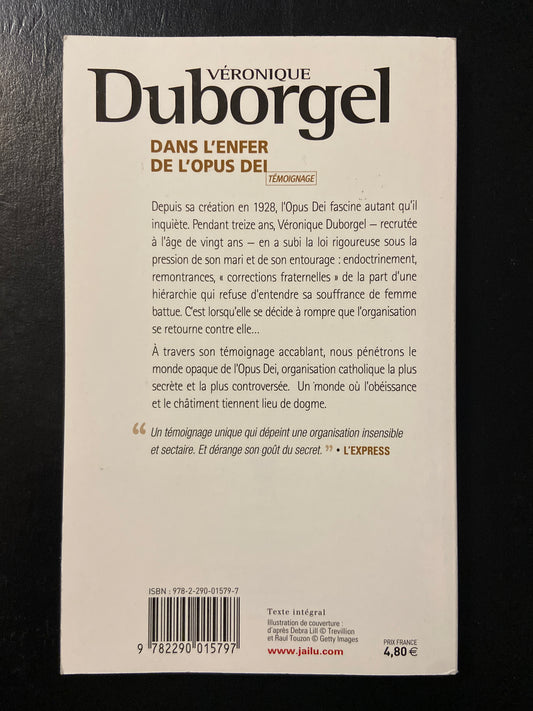 VÉRONIQUE
Duborgel
DANS L'ENFER
DE L'OPUS DEI
TÉMOIGNAGE
Depuis sa création en 1928, l'Opus Dei fascine autant qu'il
inquiète. Pendant treize ans, Véronique Duborgel – recrutée
à l'âge de vingt ans – en a subi la loi rigoureuse sous la
pression de son mari et de son entourage : endoctrinement,
remontrances, « corrections fraternelles » de la part d'une
hiérarchie qui refuse d'entendre sa souffrance de femme
battue. C'est lorsqu'elle se décide à rompre que l'organisation
se retourne contre elle...
À travers son témoignage accablant, nous pénétrons le
monde opaque de l'Opus Dei, organisation catholique la plus
secrète et la plus controversée. Un monde où l'obéissance
et le châtiment tiennent lieu de dogme.
“ Un témoignage unique qui dépeint une organisation insensible
et sectaire. Et dérange son goût du secret. ” • L'EXPRESS
ISBN : 978-2-290-01579-7
9 782290 015797
Texte intégral
Illustration de couverture :
d'après Debra Lill © Trevillion
et Raul Touzon © Getty Images
www.jailu.com
PRIX FRANCE
4,80 €